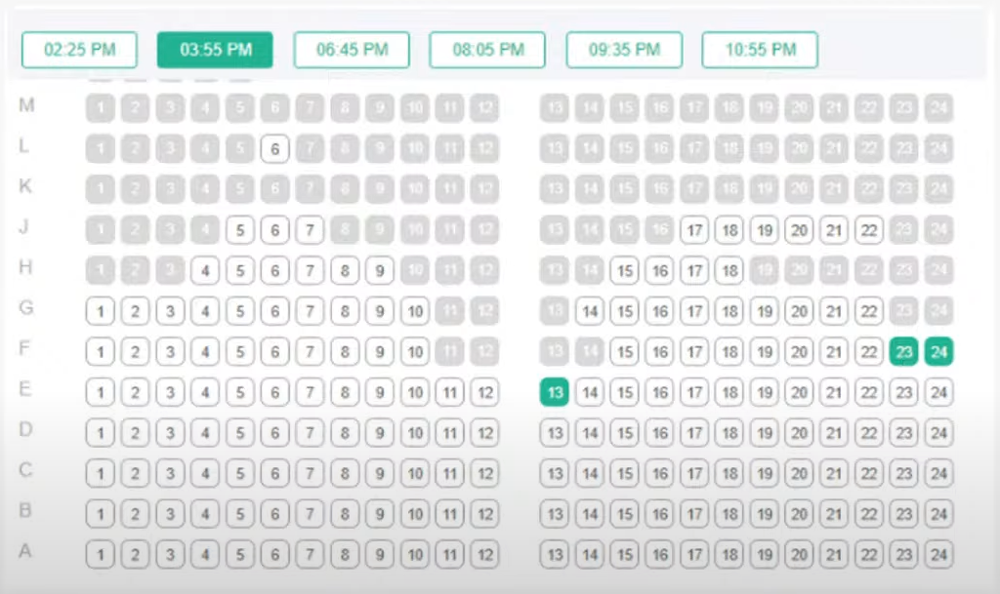 02:25 PM 03:55 PM 06:45 PM 08:05 PM 09:35 PM 10:55 PM
M 1 2 3 4 5 6 7 8 9 10 11 12 13 14 15 16 17 18 19 20 21 22 23 24
L 1 2 3 4 5 6 7 8 9 10 11 12 13 14 15 16 17 18 19 20 21 22 23 24
K 1 2 3 4 5 6 7 8 9 10 11 12 13 14 15 16 17 18 19 20 21 22 23 24
J 1 2 3 4 5 6 7 8 9 10 11 12 13 14 15 16 17 18 19 20 21 22 23 24
H 1 2 3 4 5 6 7 8 9 10 11 12 13 14 15 16 17 18 19 20 21 22 23 24
G 1 2 3 4 5 6 7 8 9 10 11 12 13 14 15 16 17 18 19 20 21 22 23 24
F 1 2 3 4 5 6 7 8 9 10 11 12 13 14 15 16 17 18 19 20 21 22 23 24
E 1 2 3 4 5 6 7 8 9 10 11 12 13 14 15 16 17 18 19 20 21 22 23 24
D 1 2 3 4 5 6 7 8 9 10 11 12 13 14 15 16 17 18 19 20 21 22 23 24
C 1 2 3 4 5 6 7 8 9 10 11 12 13 14 15 16 17 18 19 20 21 22 23 24
B 1 2 3 4 5 6 7 8 9 10 11 12 13 14 15 16 17 18 19 20 21 22 23 24
A 1 2 3 4 5 6 7 8 9 10 11 12 13 14 15 16 17 18 19 20 21 22 23 24